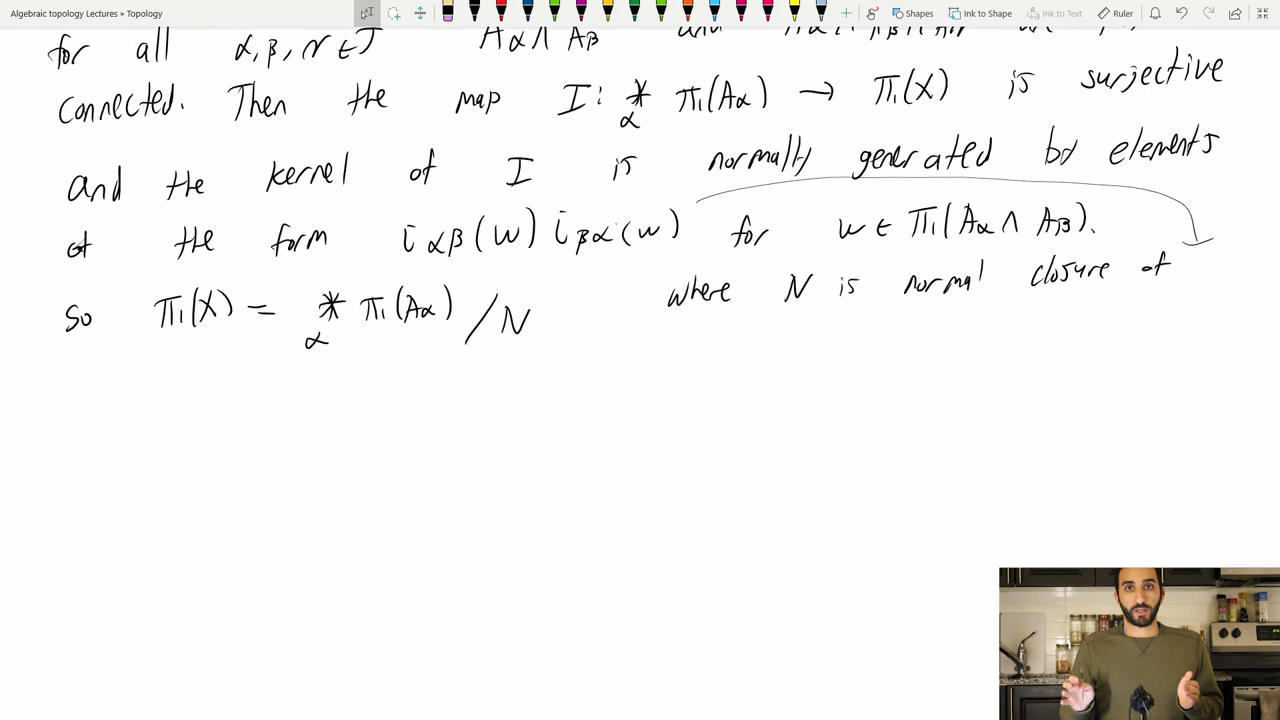 Algebraic topology Lectures – Topology
Shapes Ink to Shape Ink to Text Ruler
for all α, β, γ ∈ J Aα ∩ Aβ and
connected. Then the map I: *α π₁(Aα) → π₁(X) is surjective
and the kernel of I is normally generated by elements
of the form iαβ(w) iβα(w) for w ∈ π₁(Aα ∩ Aβ).
So π₁(X) = *α π₁(Aα) / N where N is normal closure of